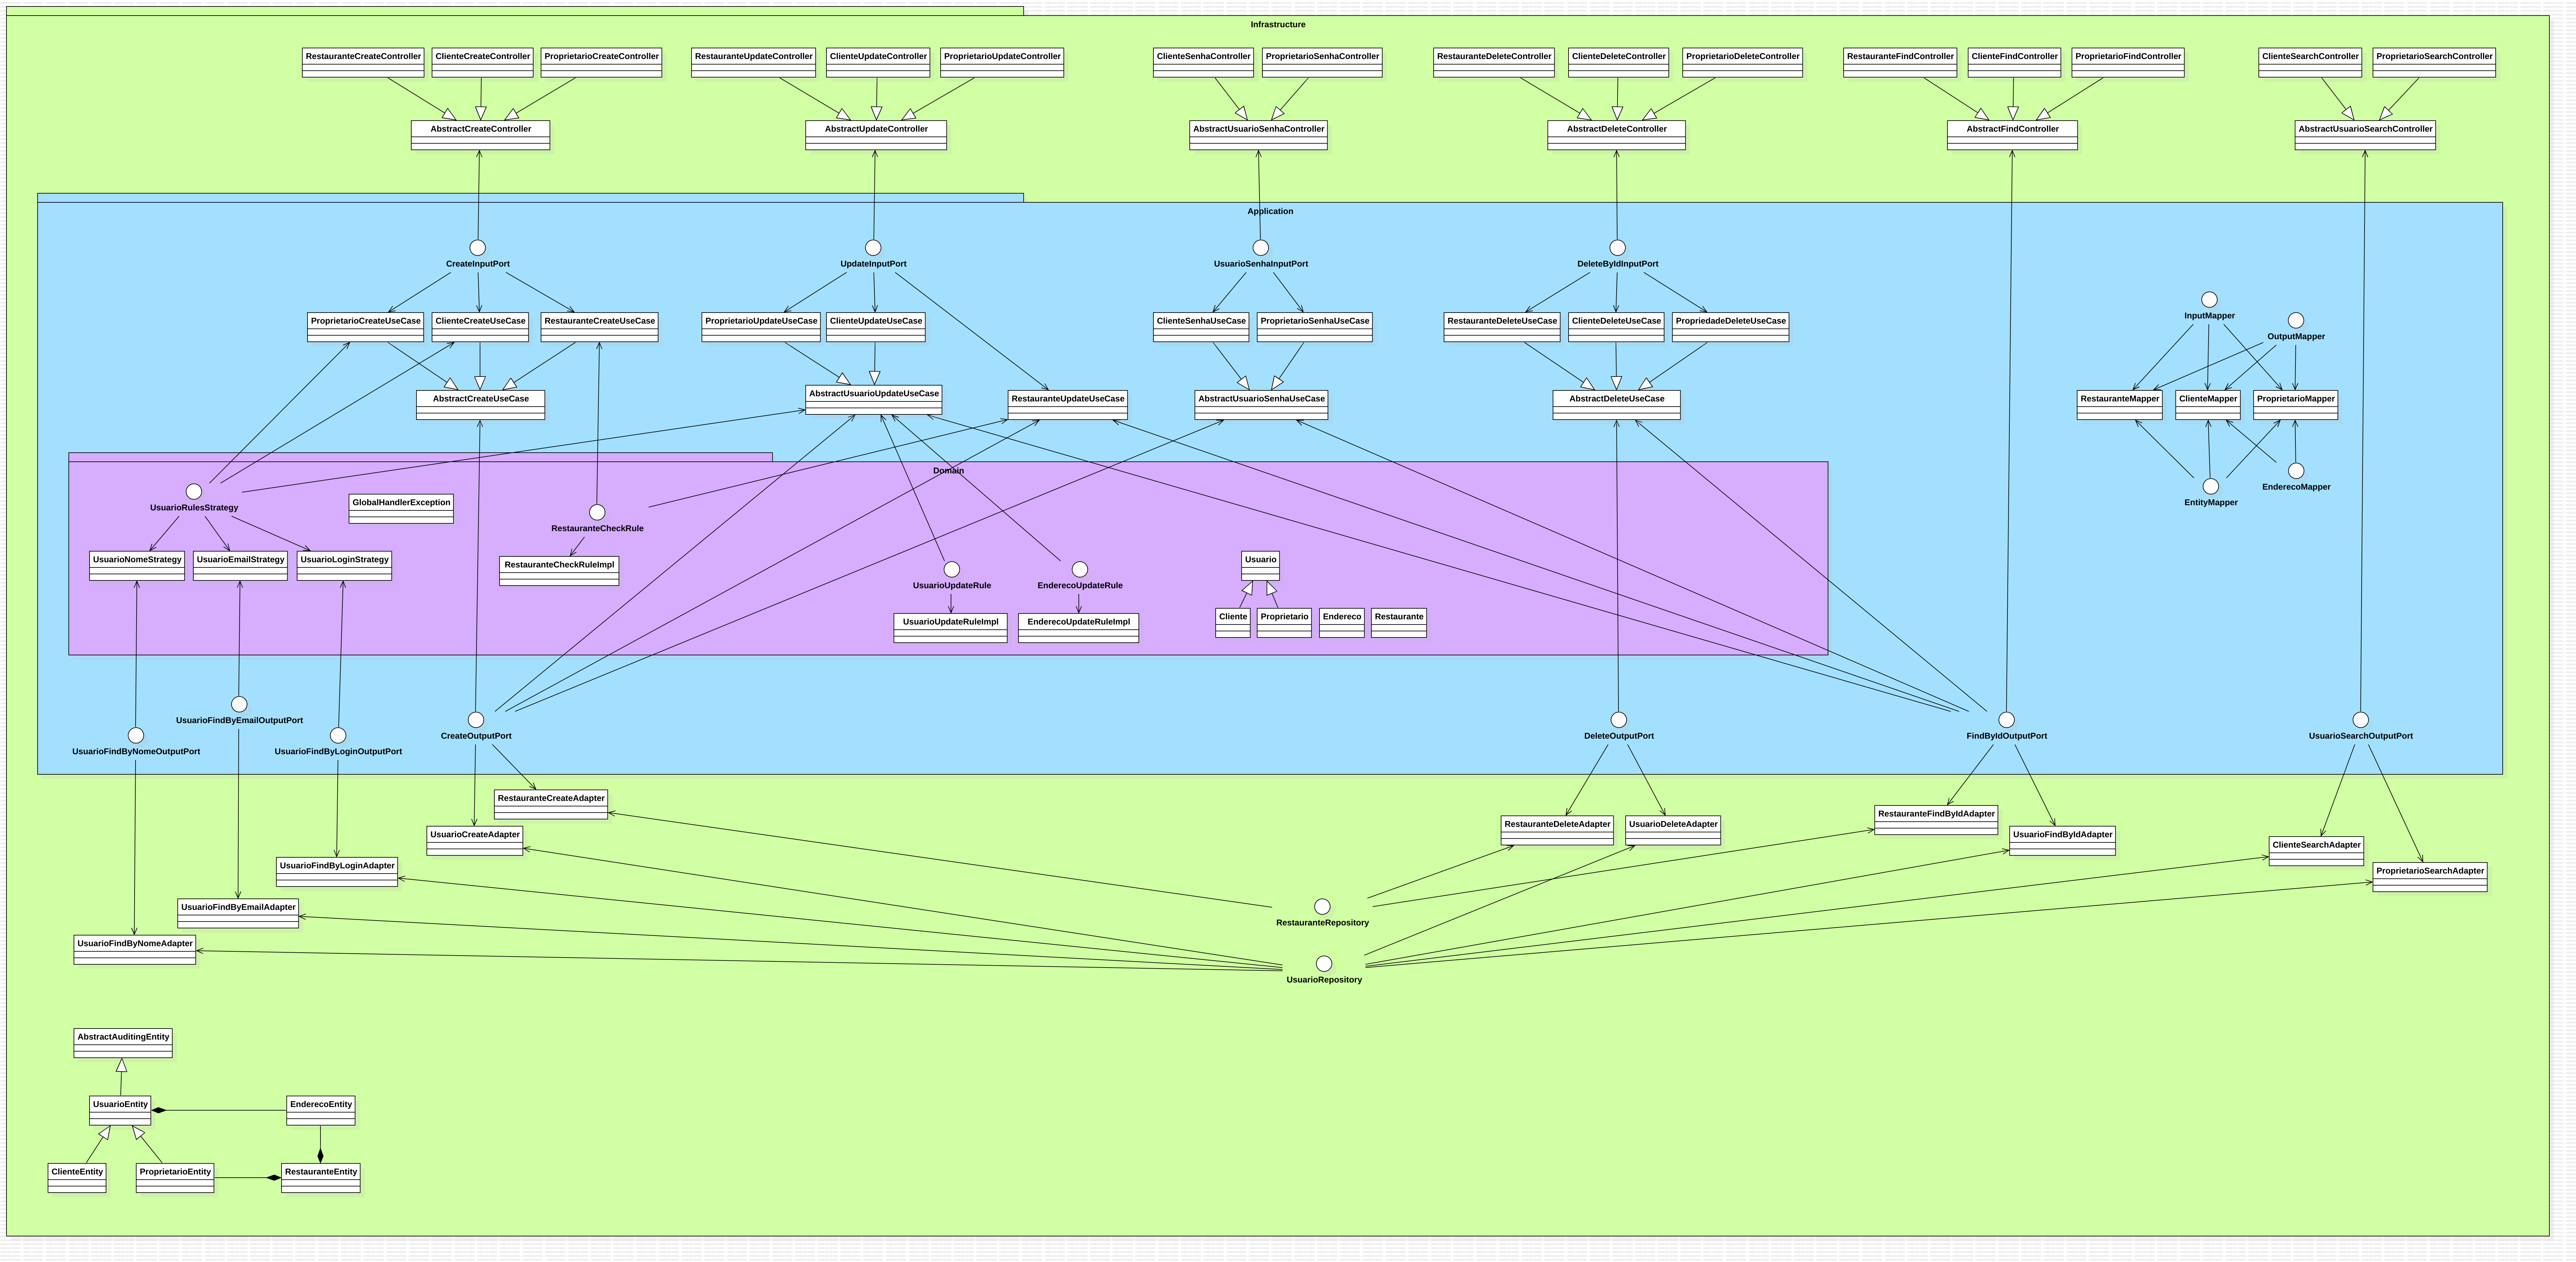 Infrastructure
RestauranteCreateController
ClienteCreateController
ProprietarioCreateController
RestauranteUpdateController
ClienteUpdateController
ProprietarioUpdateController
ClienteSenhaController
ProprietarioSenhaController
RestauranteDeleteController
ClienteDeleteController
ProprietarioDeleteController
RestauranteFindController
ClienteFindController
ProprietarioFindController
ClienteSearchController
ProprietarioSearchController
AbstractCreateController
AbstractUpdateController
AbstractUsuarioSenhaController
AbstractDeleteController
AbstractFindController
AbstractUsuarioSearchController
Application
CreateInputPort
UpdateInputPort
UsuarioSenhaInputPort
DeleteByIdInputPort
InputMapper
OutputMapper
ProprietarioCreateUseCase
ClienteCreateUseCase
RestauranteCreateUseCase
ProprietarioUpdateUseCase
ClienteUpdateUseCase
ClienteSenhaUseCase
ProprietarioSenhaUseCase
RestauranteDeleteUseCase
ClienteDeleteUseCase
PropriedadeDeleteUseCase
AbstractCreateUseCase
AbstractUsuarioUpdateUseCase
RestauranteUpdateUseCase
AbstractUsuarioSenhaUseCase
AbstractDeleteUseCase
RestauranteMapper
ClienteMapper
ProprietarioMapper
EnderecoMapper
EntityMapper
Domain
UsuarioRulesStrategy
GlobalHandlerException
RestauranteCheckRule
UsuarioNomeStrategy
UsuarioEmailStrategy
UsuarioLoginStrategy
RestauranteCheckRuleImpl
UsuarioUpdateRule
EnderecoUpdateRule
Usuario
UsuarioUpdateRuleImpl
EnderecoUpdateRuleImpl
Cliente
Proprietario
Endereco
Restaurante
UsuarioFindByEmailOutputPort
UsuarioFindByNomeOutputPort
UsuarioFindByLoginOutputPort
CreateOutputPort
DeleteOutputPort
FindByIdOutputPort
UsuarioSearchOutputPort
RestauranteCreateAdapter
UsuarioCreateAdapter
UsuarioFindByLoginAdapter
UsuarioFindByEmailAdapter
UsuarioFindByNomeAdapter
RestauranteDeleteAdapter
UsuarioDeleteAdapter
RestauranteFindByIdAdapter
UsuarioFindByIdAdapter
ClienteSearchAdapter
ProprietarioSearchAdapter
RestauranteRepository
UsuarioRepository
AbstractAuditingEntity
UsuarioEntity
EnderecoEntity
ClienteEntity
ProprietarioEntity
RestauranteEntity